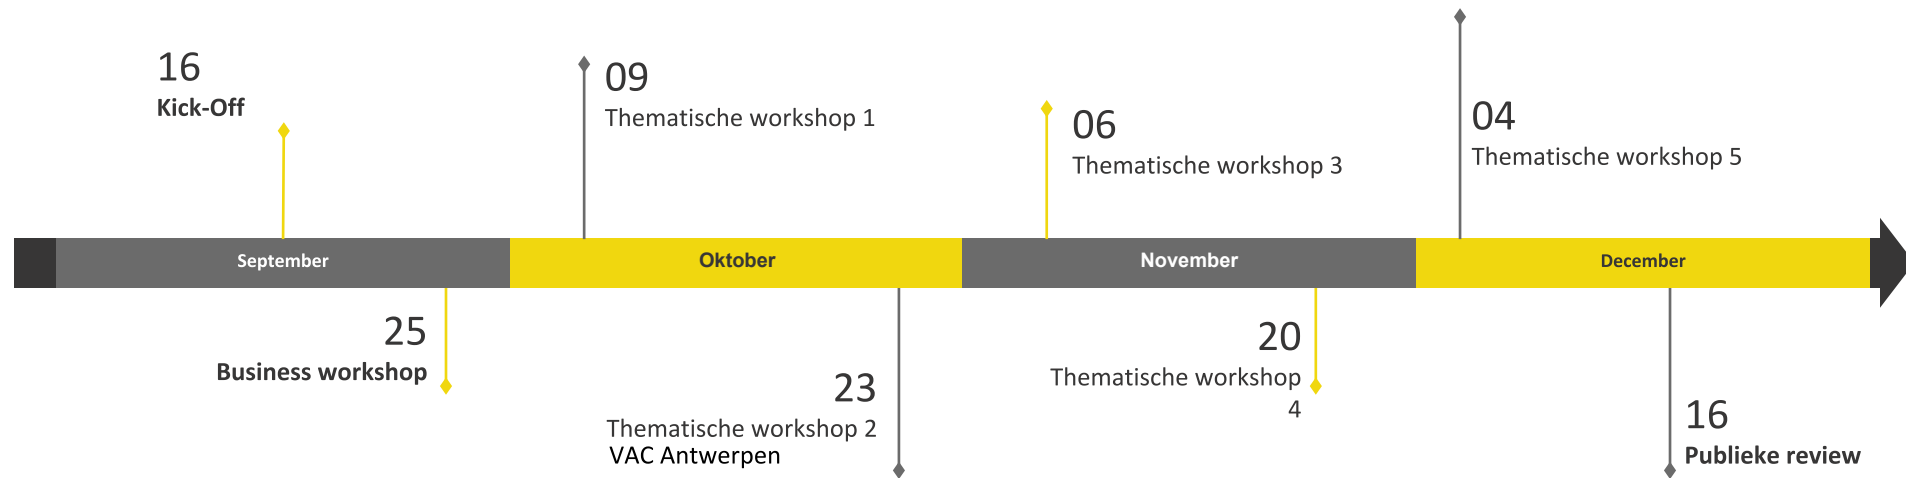 16
Kick-Off
09
Thematische workshop 1
06
Thematische workshop 3
04
Thematische workshop 5
September
Oktober
November
December
25
Business workshop
23
Thematische workshop 2
VAC Antwerpen
20
Thematische workshop
4
16
Publieke review